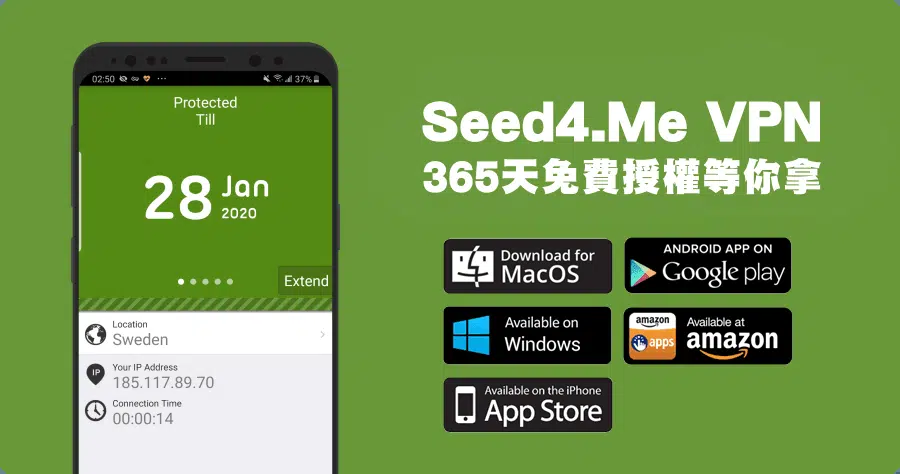 02:50
37%
Protected
Till
28 Jan
2020
Extend
Location
Sweden
IP
Your IP Address
185.117.89.70
Connection Time
00:00:14
Seed4.Me VPN
365天免費授權等你拿
Download for
MacOS
ANDROID APP ON
Google play
Available on
Windows
amazon
apps
Available at
amazon
Available on the iPhone
App Store